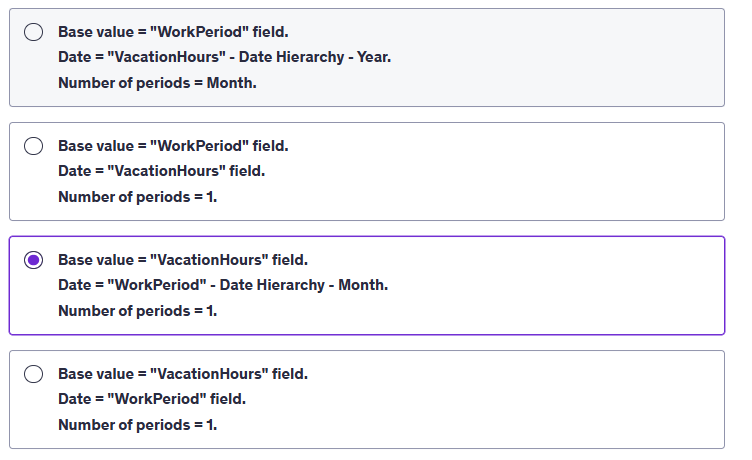 Base value = "WorkPeriod" field.
Date = "VacationHours" - Date Hierarchy - Year.
Number of periods = Month.
Base value = "WorkPeriod" field.
Date = "VacationHours" field.
Number of periods = 1.
Base value = "VacationHours" field.
Date = "WorkPeriod" - Date Hierarchy - Month.
Number of periods = 1.
Base value = "VacationHours" field.
Date = "WorkPeriod" field.
Number of periods = 1.